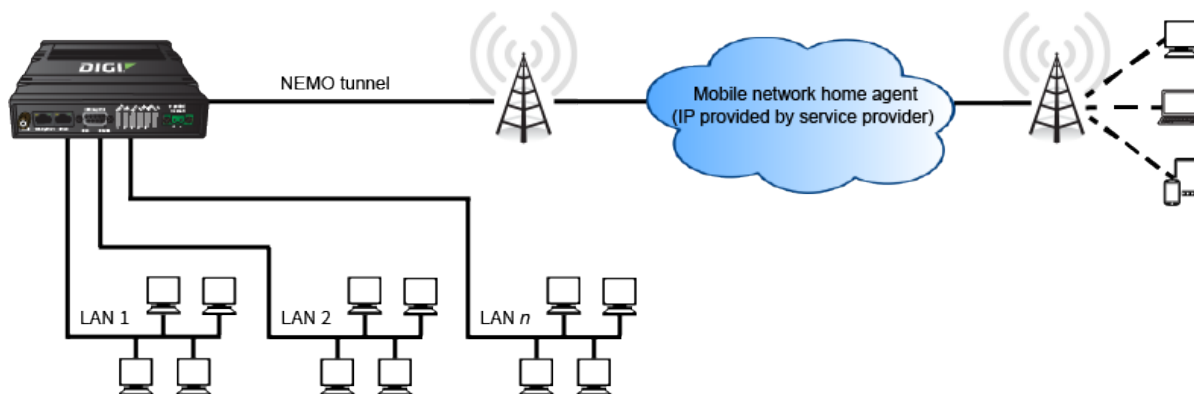 DIGI
NEMO tunnel
Mobile network home agent
(IP provided by service provider)
LAN 1
LAN 2
LAN n